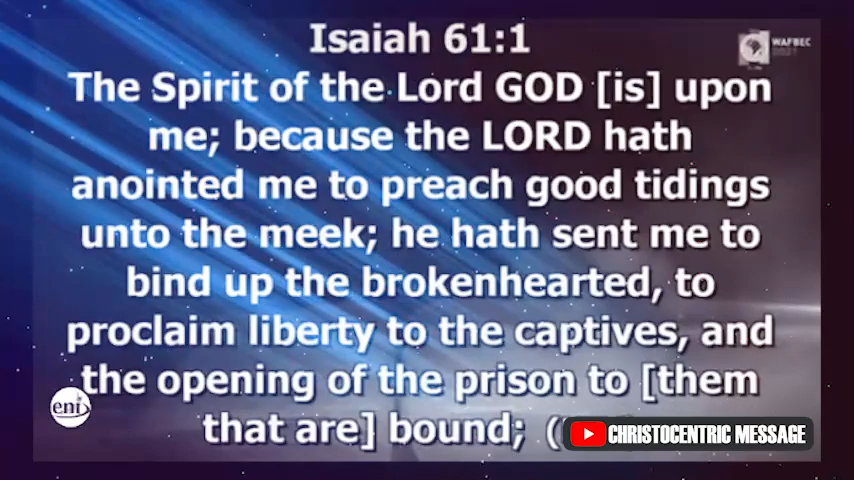 Isaiah 61:1
WAFBEC
2021
The Spirit of the Lord GOD [is] upon
me; because the LORD hath
anointed me to preach good tidings
unto the meek; he hath sent me to
bind up the brokenhearted, to
proclaim liberty to the captives, and
the opening of the prison to [them
eni
that are] bound; (
CHRISTOCENTRIC MESSAGE